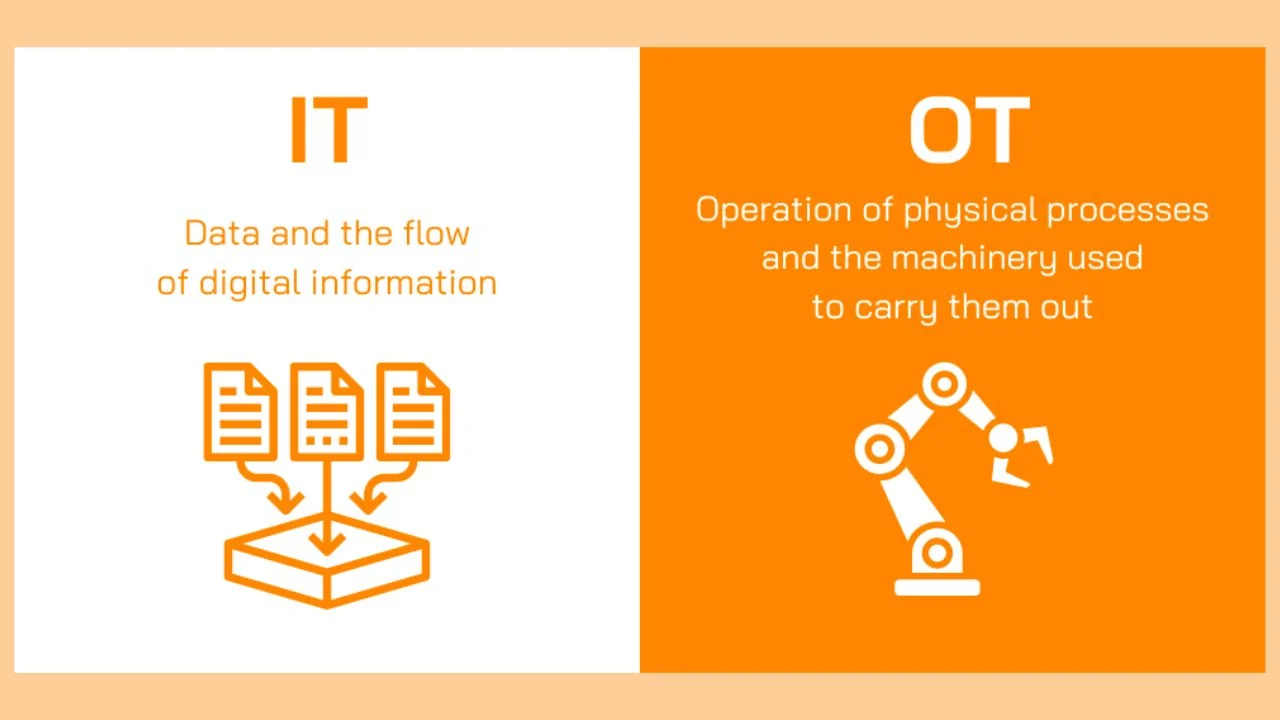 IT
Data and the flow
of digital information
OT
Operation of physical processes
and the machinery used
to carry them out